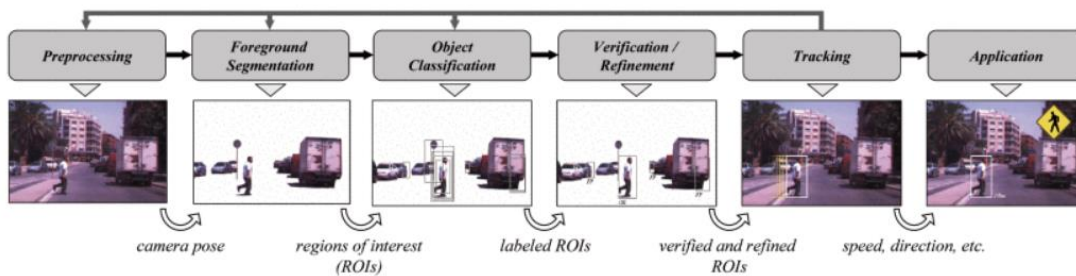 Preprocessing
Foreground
Segmentation
Object
Classification
Verification /
Refinement
Tracking
Application
camera pose
regions of interest
(ROIs)
labeled ROIs
verified and refined
ROIs
speed, direction, etc.